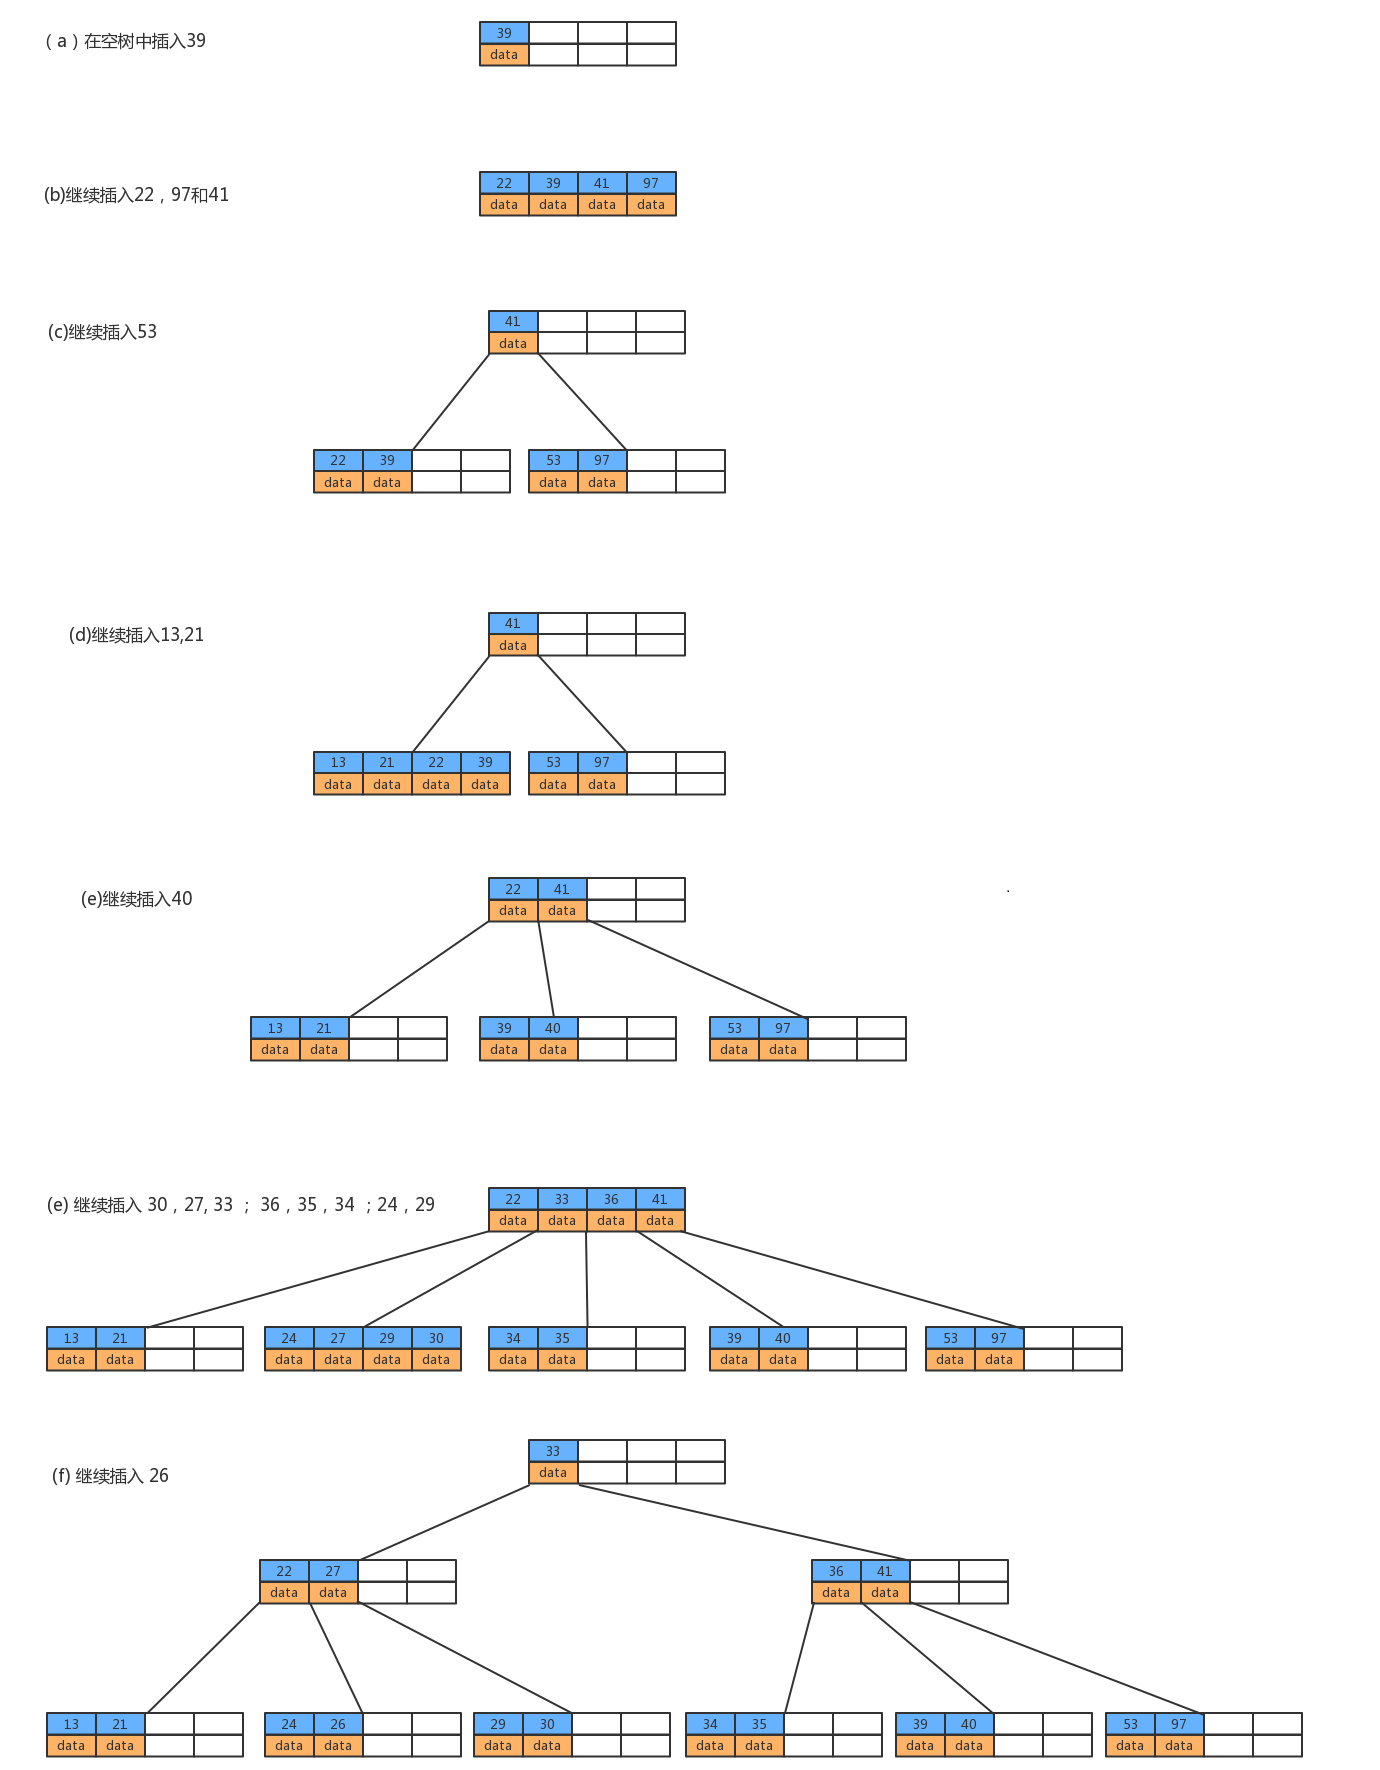 （a）在空树中插入39
39
data
(b)继续插入22，97和41
22 39 41 97
data data data data
(c)继续插入53
41
data
22 39 53 97
data data data data
(d)继续插入13,21
41
data
13 21 22 39 53 97
data data data data data data
(e)继续插入40
22 41
data data
13 21 39 40 53 97
data data data data data data
(e) 继续插入 30，27, 33 ； 36，35，34 ；24，29
22 33 36 41
data data data data
13 21 24 27 29 30 34 35 39 40 53 97
data data data data data data data data data data data data
(f) 继续插入 26
33
data
22 27 36 41
data data data data
13 21 24 26 29 30 34 35 39 40 53 97
data data data data data data data data data data data data